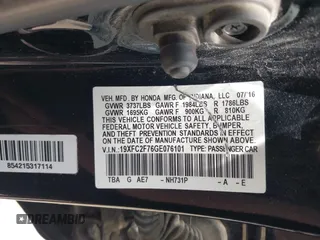 VEH. MFD. BY HONDA MFG. OF INDIANA, LLC 07/16
GVWR 3737LBS GAWR F 1984LBS R 1786LBS
GVWR 1695KG GAWR F 900KG R 810KG
THIS VEHICLE CONFORMS TO ALL APPLICABLE
FEDERAL MOTOR VEHICLE SAFETY, BUMPER, AND
THEFT PREVENTION STANDARDS IN EFFECT ON
THE DATE OF MANUFACTURE SHOWN ABOVE.
V.I.N.: 19XFC2F76GE076101 TYPE: PASSENGER CAR
TBA G AE7 - NH731P - A - E
854215317114
DIDCARFAX